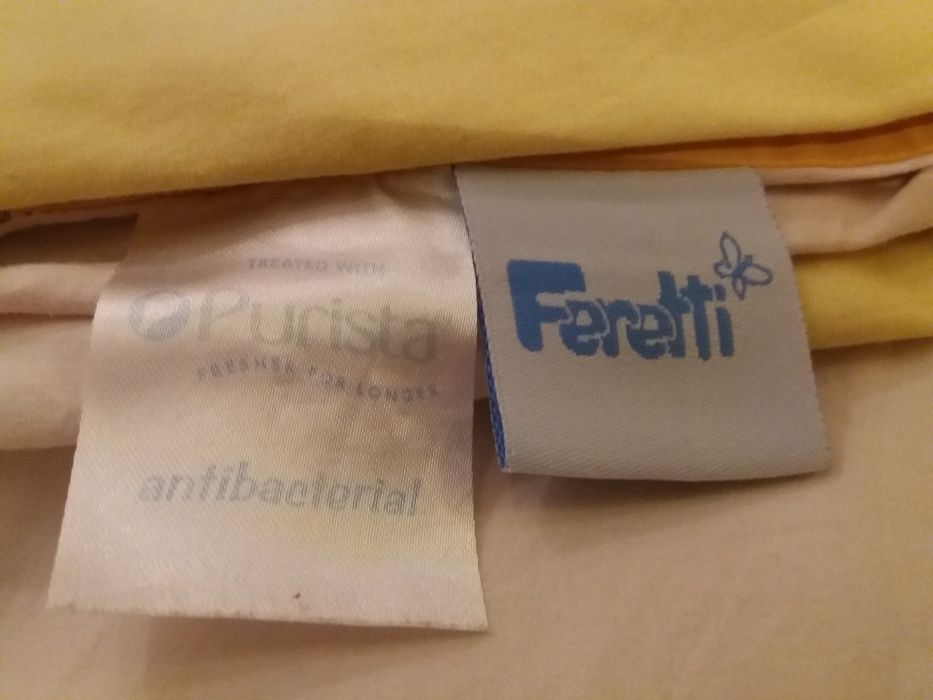 TREATED WITH
Purista
FRESHER FOR LONGER
antibacterial
Feretti